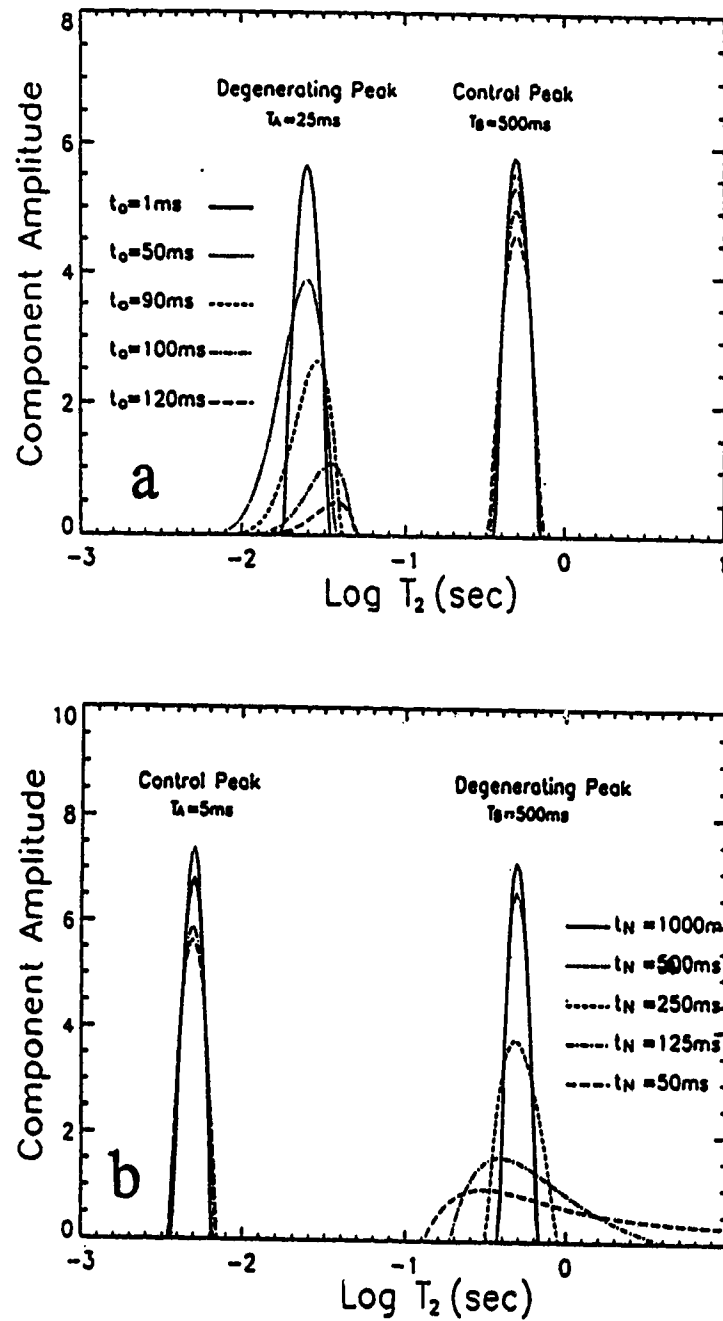 8
6
4
2
0
Component Amplitude
Degenerating Peak
TA=25ms
Control Peak
TB=500ms
to=1ms
to=50ms
to=90ms
to=100ms
to=120ms
a
-3
-2
-1
0
1
Log T2 (sec)
10
8
6
4
2
0
Component Amplitude
Control Peak
TA=5ms
Degenerating Peak
TB=500ms
tN =1000m
tN =500ms
tN =250ms
tN =125ms
tN =50ms
b
-3
-2
-1
0
Log T2 (sec)